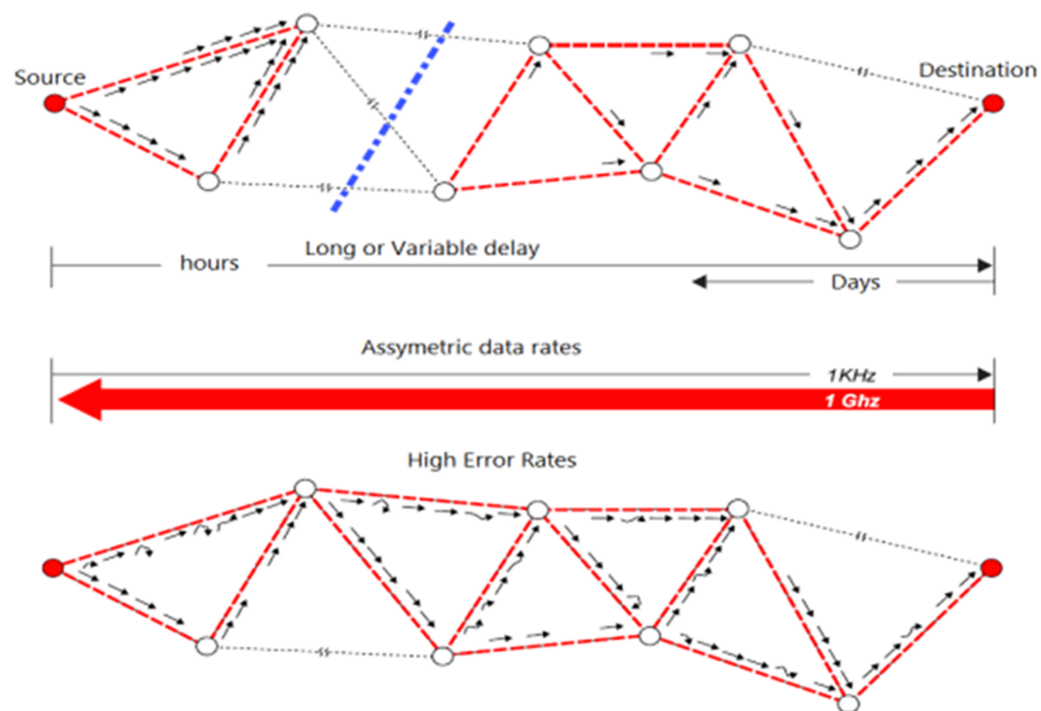 Source
Destination
Long or Variable delay
hours
Days
Assymetric data rates
1KHz
1 Ghz
High Error Rates